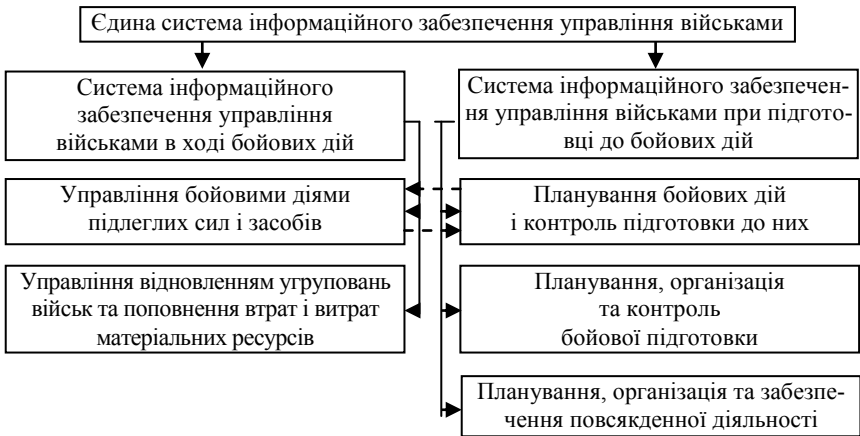 Єдина система інформаційного забезпечення управління військами
Система інформаційного
забезпечення управління
військами в ході бойових дій
Система інформаційного забезпечен-
ня управління військами при підгото-
вці до бойових дій
Управління бойовими діями
підлеглих сил і засобів
Планування бойових дій
і контроль підготовки до них
Управління відновленням угруповань
військ та поповнення втрат і витрат
матеріальних ресурсів
Планування, організація
та контроль
бойової підготовки
Планування, організація та забезпе-
чення повсякденної діяльності